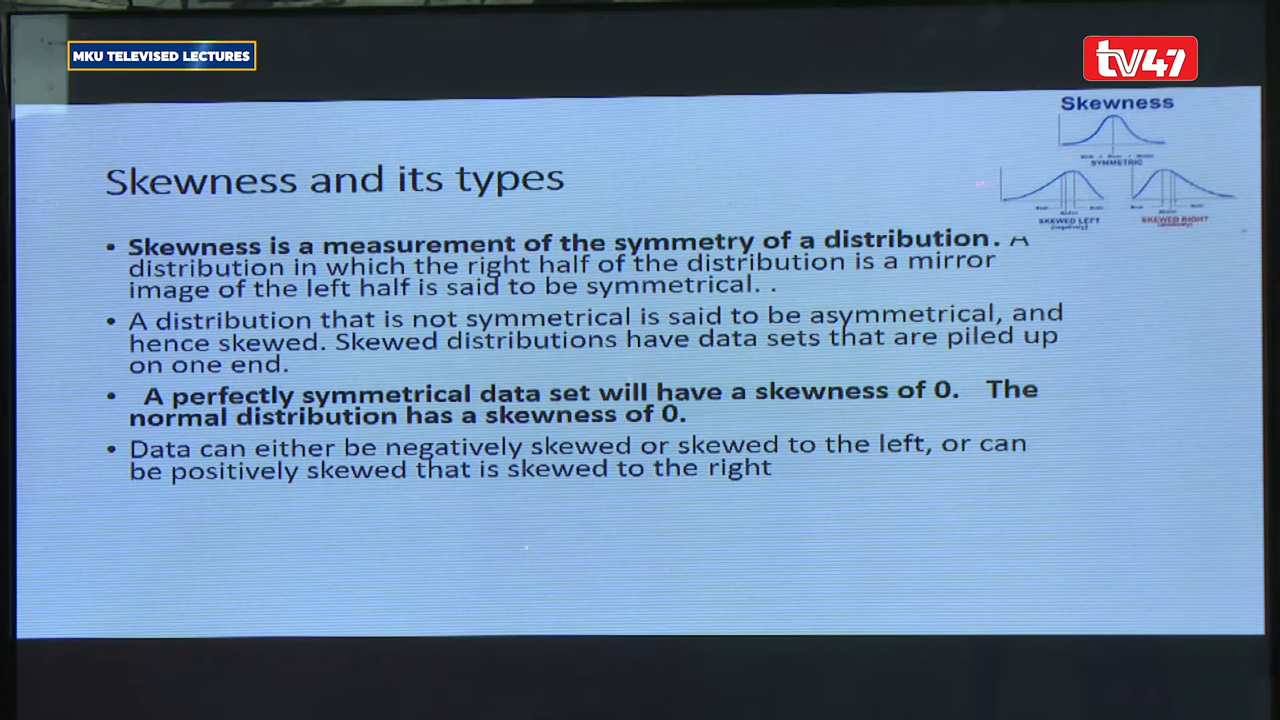 MKU TELEVISED LECTURES
tv47
Skewness
SYMMETRIC
SKEWED LEFT
(negatively)
SKEWED RIGHT
(positively)
Skewness and its types
• Skewness is a measurement of the symmetry of a distribution. A
distribution in which the right half of the distribution is a mirror
image of the left half is said to be symmetrical. .
• A distribution that is not symmetrical is said to be asymmetrical, and
hence skewed. Skewed distributions have data sets that are piled up
on one end.
• A perfectly symmetrical data set will have a skewness of 0. The
normal distribution has a skewness of 0.
• Data can either be negatively skewed or skewed to the left, or can
be positively skewed that is skewed to the right